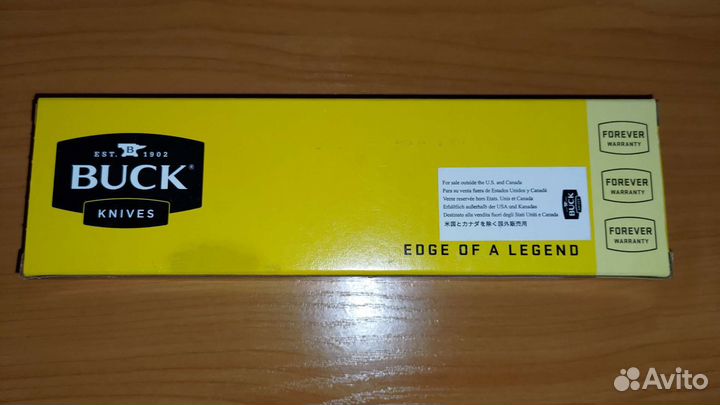 EST. B 1902
BUCK®
KNIVES
For sale outside the U.S. and Canada
Para su venta fuera de Estados Unidos y Canadá
Vente reservée hors Etats. Unis et Canada
Erhältlich außerhalb der USA und Kanadas
Destinato alla vendita fuori degli Stati Uniti e Canada
米国とカナダを除く国外販売用
BUCK
KNIVES
EDGE OF A LEGEND
FOREVER
WARRANTY
FOREVER
WARRANTY
FOREVER
WARRANTY
Avito